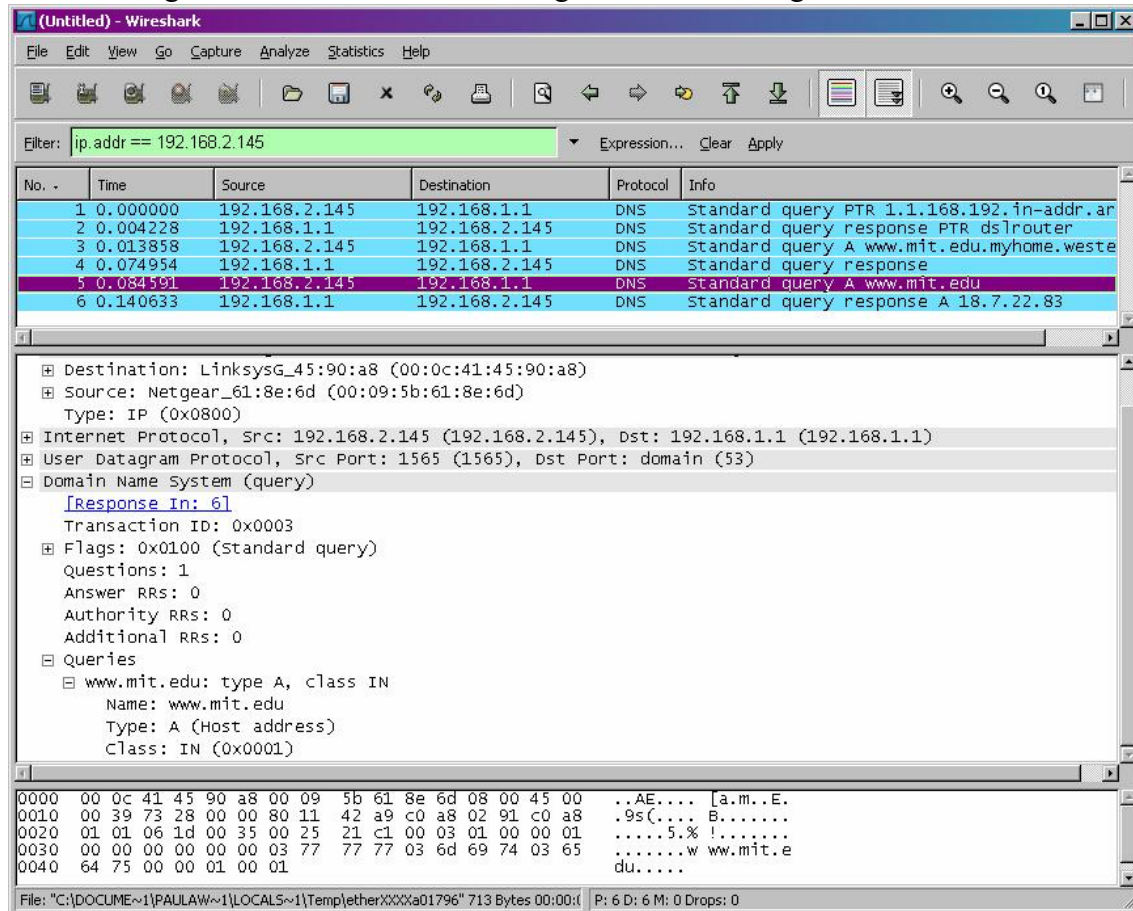 (Untitled) - Wireshark
File Edit View Go Capture Analyze Statistics Help
Filter: ip.addr == 192.168.2.145 Expression... Clear Apply
No. Time Source Destination Protocol Info
1 0.000000 192.168.2.145 192.168.1.1 DNS Standard query PTR 1.1.168.192.in-addr.ar
2 0.004228 192.168.1.1 192.168.2.145 DNS Standard query response PTR dslrouter
3 0.013858 192.168.2.145 192.168.1.1 DNS Standard query A www.mit.edu.myhome.weste
4 0.074954 192.168.1.1 192.168.2.145 DNS Standard query response
5 0.084591 192.168.2.145 192.168.1.1 DNS Standard query A www.mit.edu
6 0.140633 192.168.1.1 192.168.2.145 DNS Standard query response A 18.7.22.83
Destination: LinksysG_45:90:a8 (00:0c:41:45:90:a8)
Source: Netgear_61:8e:6d (00:09:5b:61:8e:6d)
Type: IP (0x0800)
Internet Protocol, Src: 192.168.2.145 (192.168.2.145), Dst: 192.168.1.1 (192.168.1.1)
User Datagram Protocol, Src Port: 1565 (1565), Dst Port: domain (53)
Domain Name System (query)
[Response In: 6]
Transaction ID: 0x0003
Flags: 0x0100 (Standard query)
Questions: 1
Answer RRs: 0
Authority RRs: 0
Additional RRs: 0
Queries
www.mit.edu: type A, class IN
Name: www.mit.edu
Type: A (Host address)
Class: IN (0x0001)
0000 00 0c 41 45 90 a8 00 09 5b 61 8e 6d 08 00 45 00 ..AE.... [a.m..E.
0010 00 39 73 28 00 00 80 11 42 a9 c0 a8 02 91 c0 a8 .9s(.... B.......
0020 01 01 06 1d 00 35 00 25 21 c1 00 03 01 00 00 01 .....5.% !.......
0030 00 00 00 00 00 00 03 77 77 77 03 6d 69 74 03 65 .......w ww.mit.e
0040 64 75 00 00 01 00 01 du.....
File: "C:\DOCUME~1\PAULAW~1\LOCALS~1\Temp\etherXXXXa01796" 713 Bytes 00:00:( P: 6 D: 6 M: 0 Drops: 0